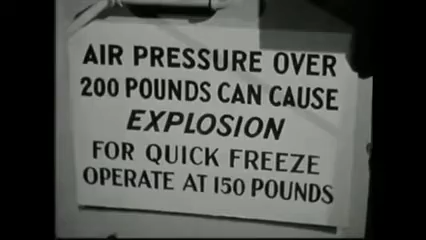 AIR PRESSURE OVER
200 POUNDS CAN CAUSE
EXPLOSION
FOR QUICK FREEZE
OPERATE AT 150 POUNDS